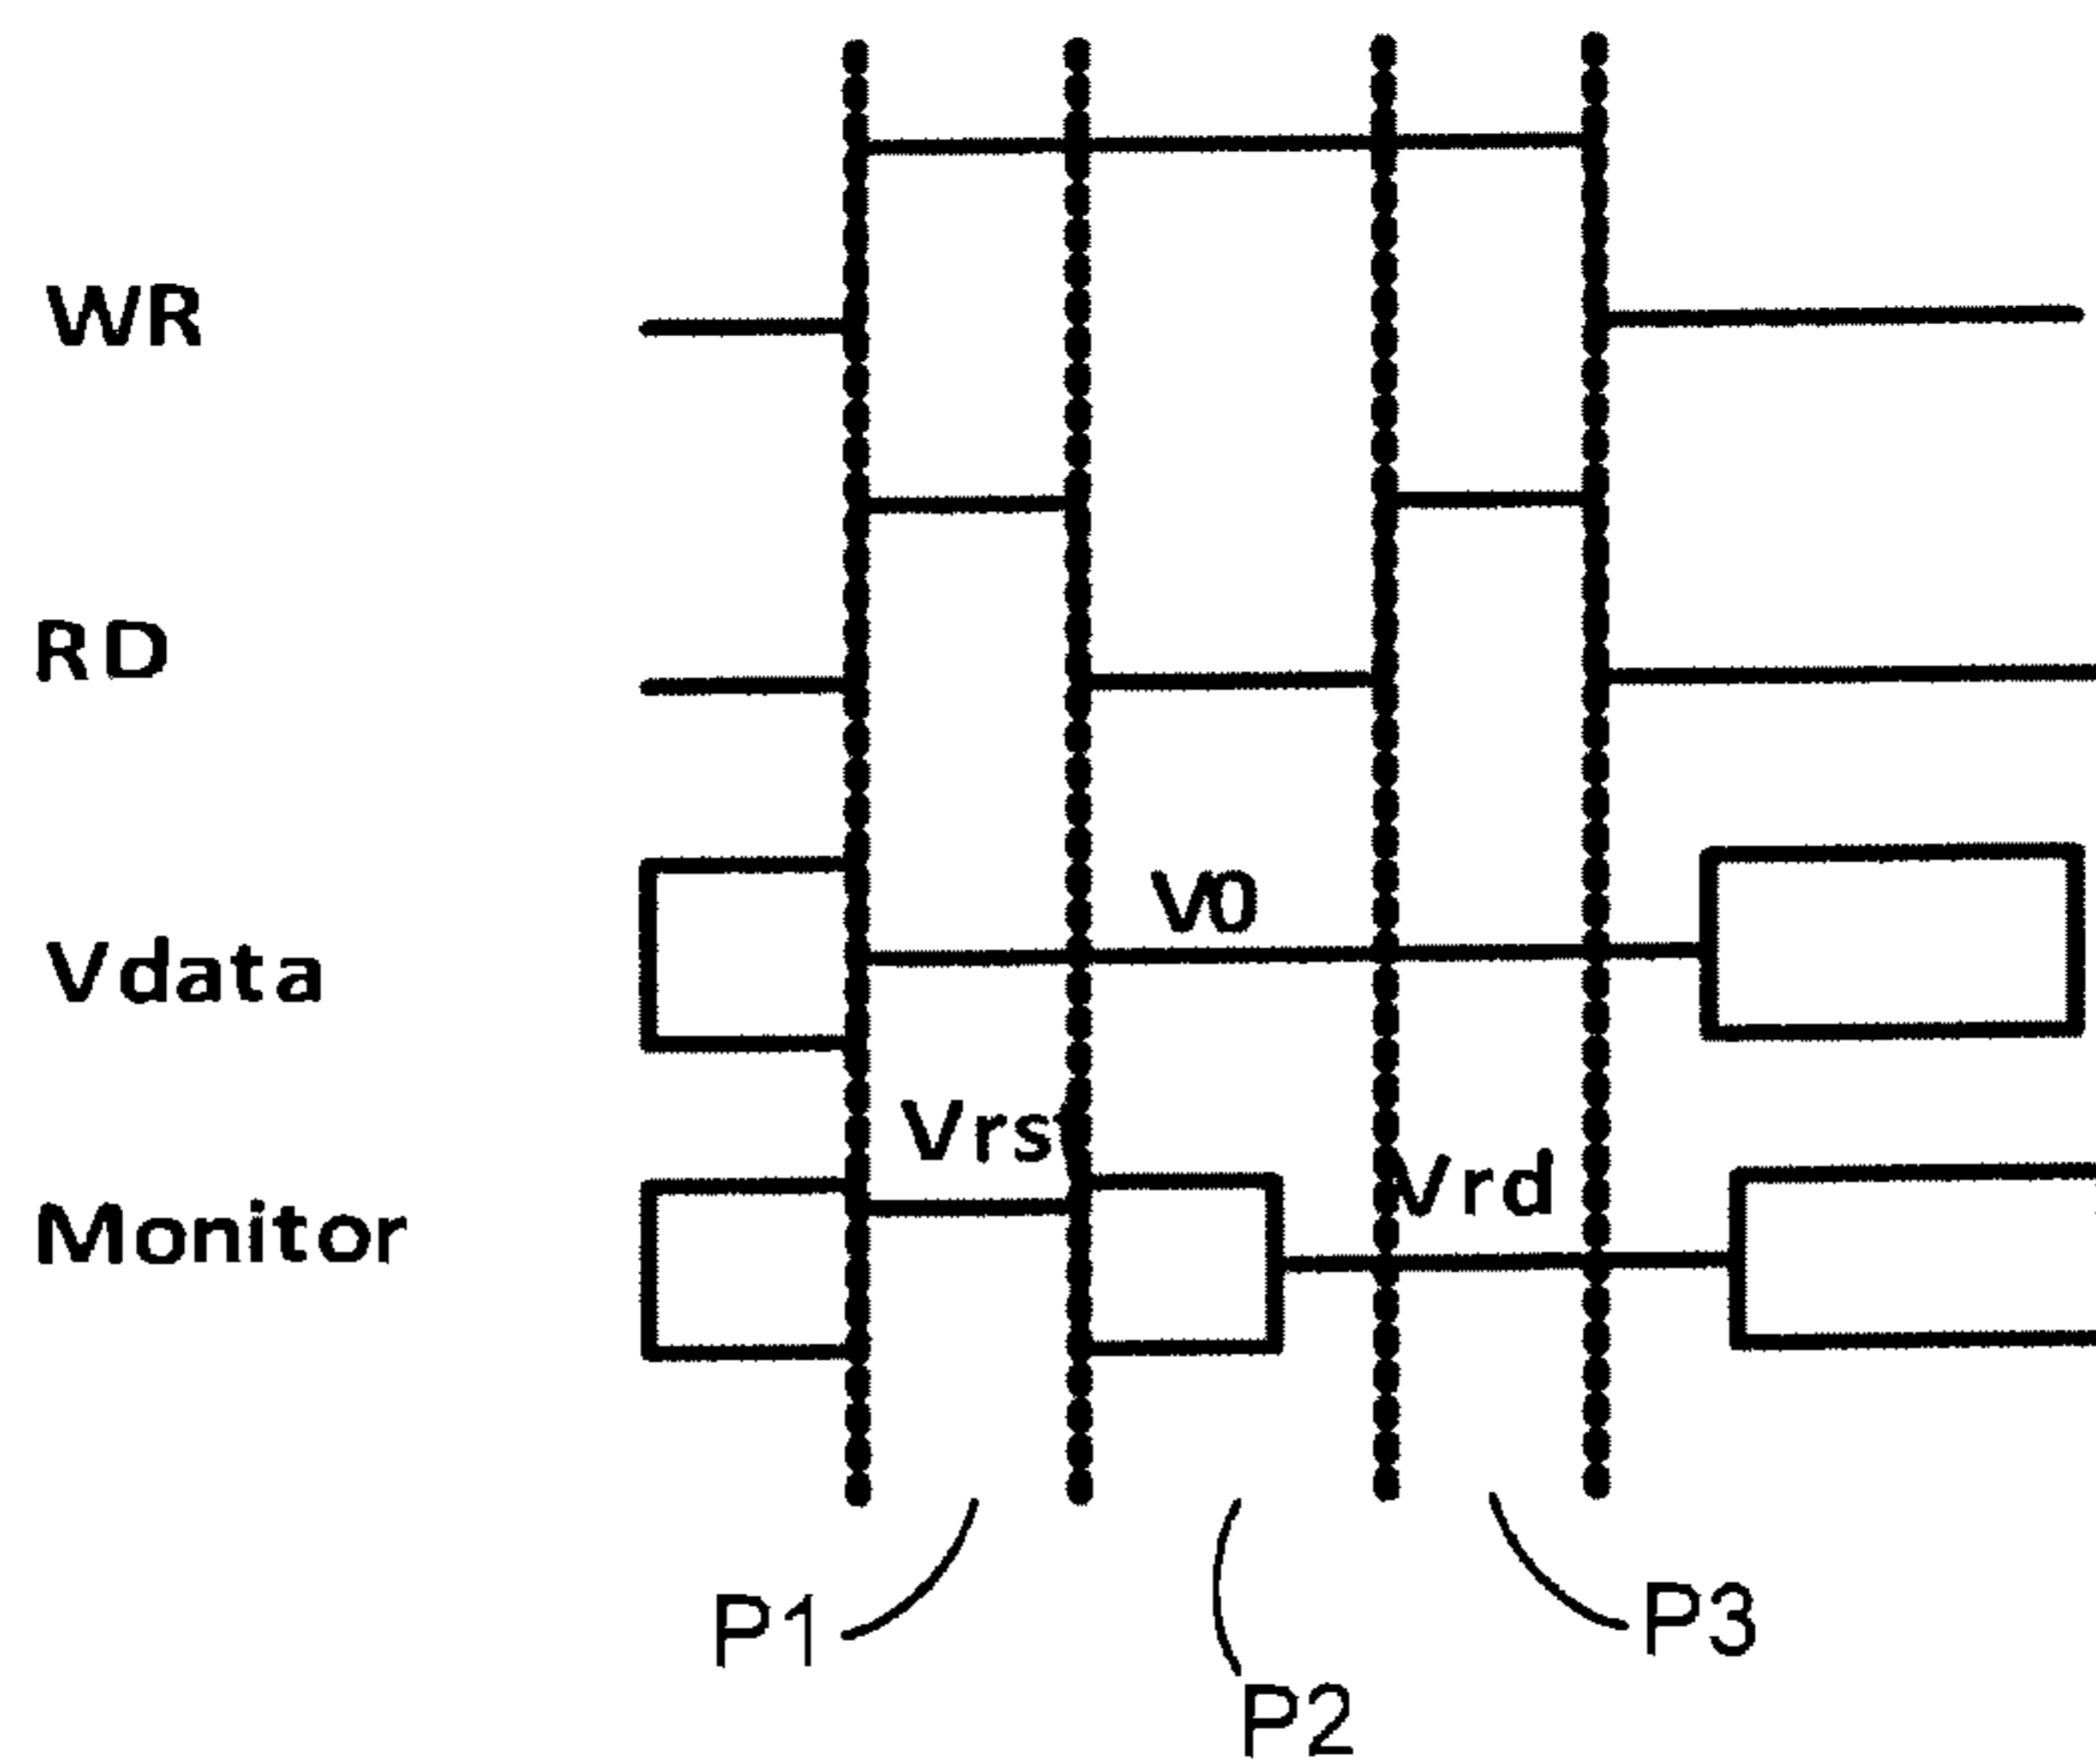 WR
RD
V0
Vdata
Vrst
Vrd
Monitor
P1
P3
P2